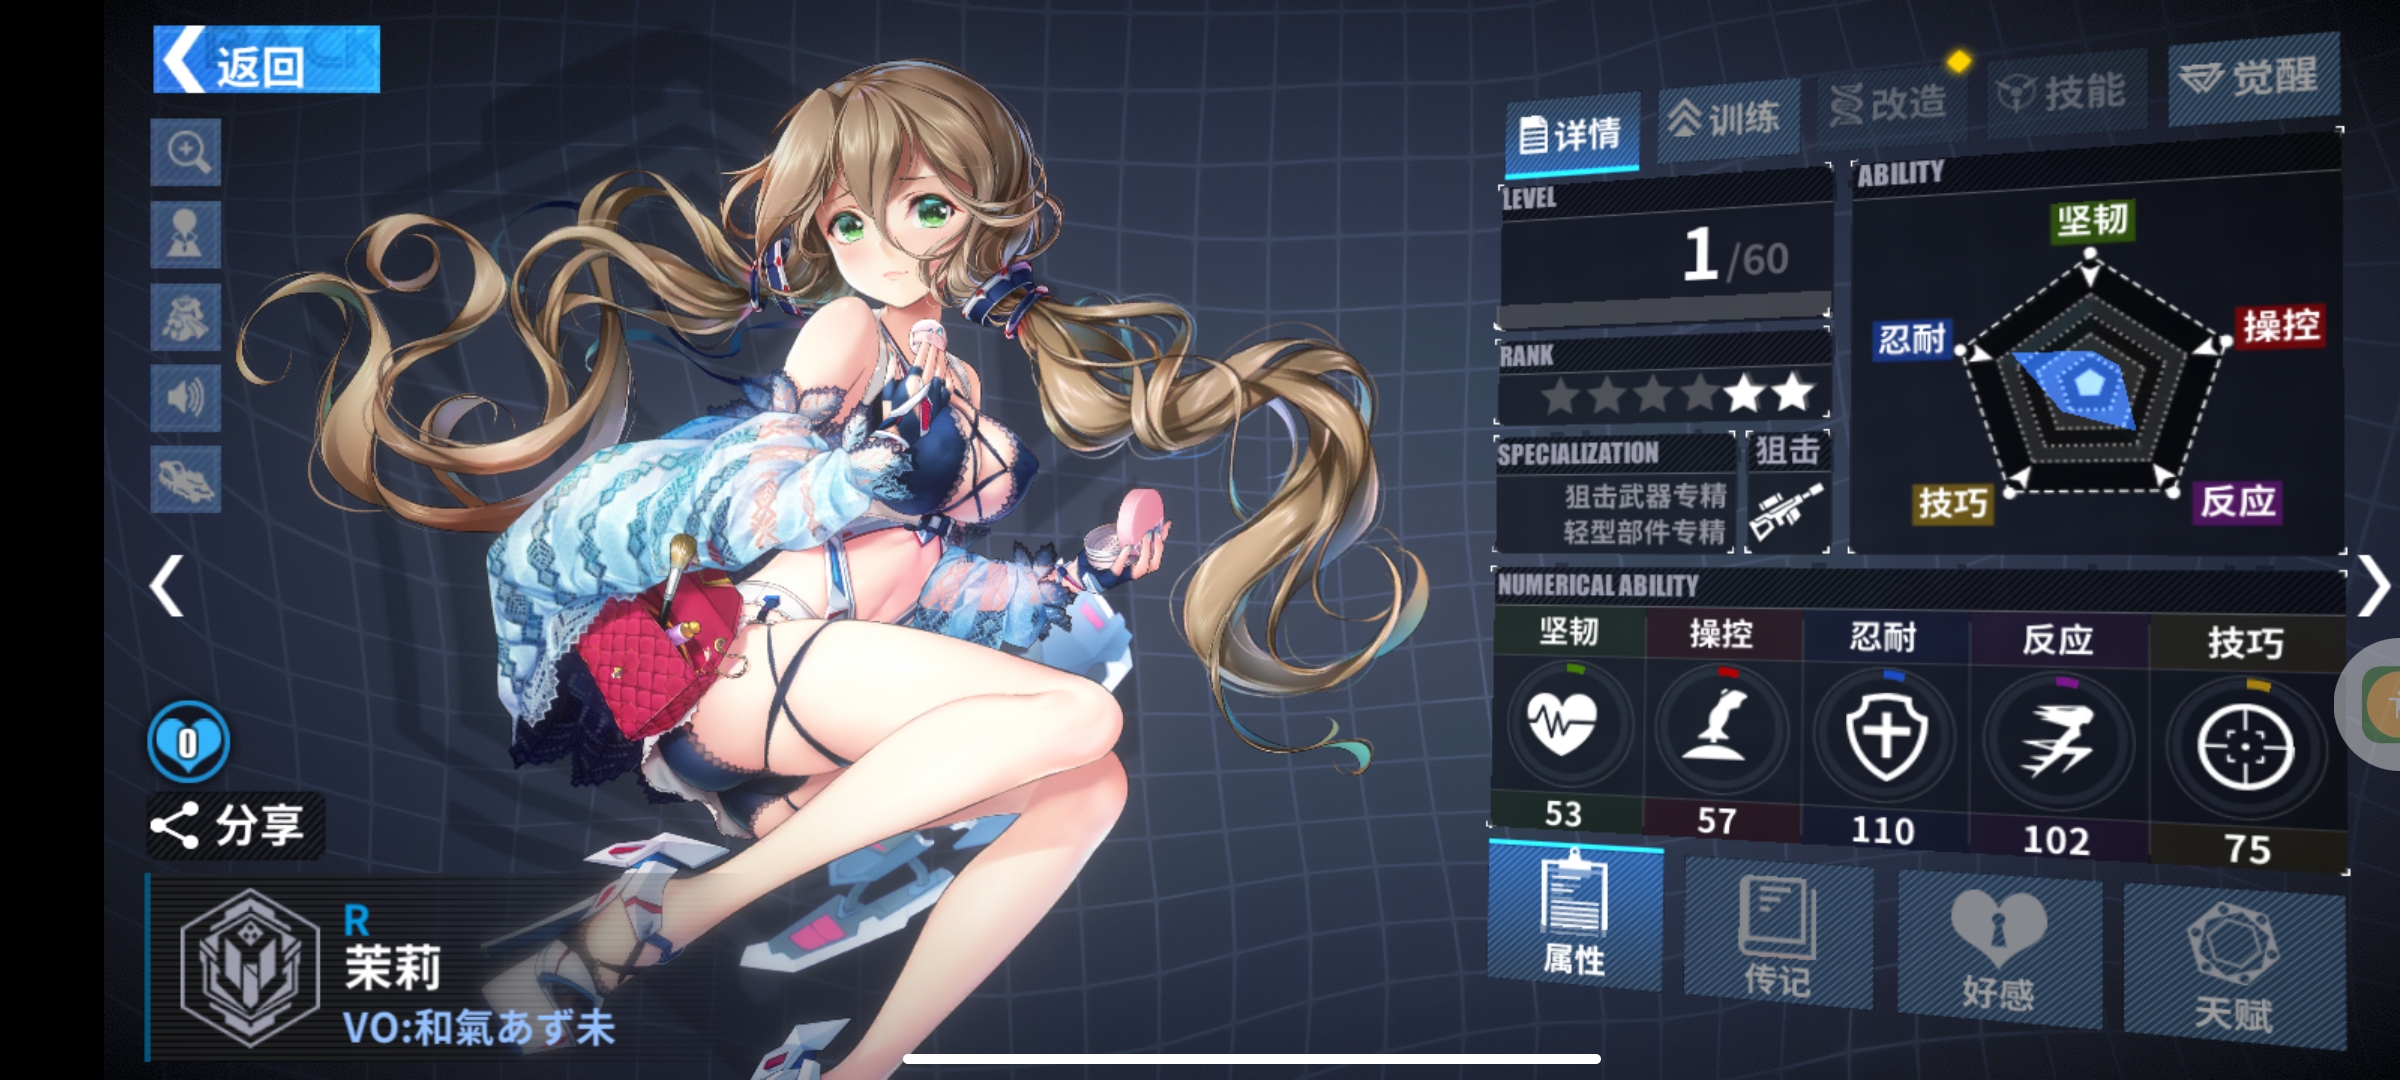 返回
详情
训练
改造
技能
觉醒
LEVEL
1/60
RANK
SPECIALIZATION
狙击
狙击武器专精
轻型部件专精
ABILITY
坚韧
操控
忍耐
技巧
反应
NUMERICAL ABILITY
坚韧
操控
忍耐
反应
技巧
53
57
110
102
75
0
分享
R
茉莉
VO:和氣あず未
属性
传记
好感
天赋